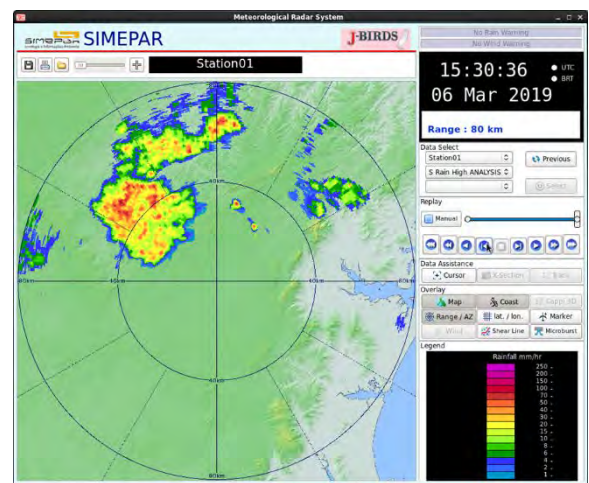 Meteorological Radar System
SIMEPAR
SIMEPAR
J-BIRDS
Station01
No Rain Warning
No Wind Warning
15:30:36
UTC
BRT
06 Mar 2019
Range : 80 km
Data Select
Station01
Previous
S Rain High ANALYSIS
Select
Replay
Manual
Data Assistance
Cursor
X-Section
Overlay
Map
Coast
Range / AZ
lat. / lon.
Marker
Wind
Shear Line
Microburst
Legend
Rainfall mm/hr
250
200
150
100
70
50
40
30
20
15
10
8
6
4
2
1
80km
40km
40km
40km
40km
80km